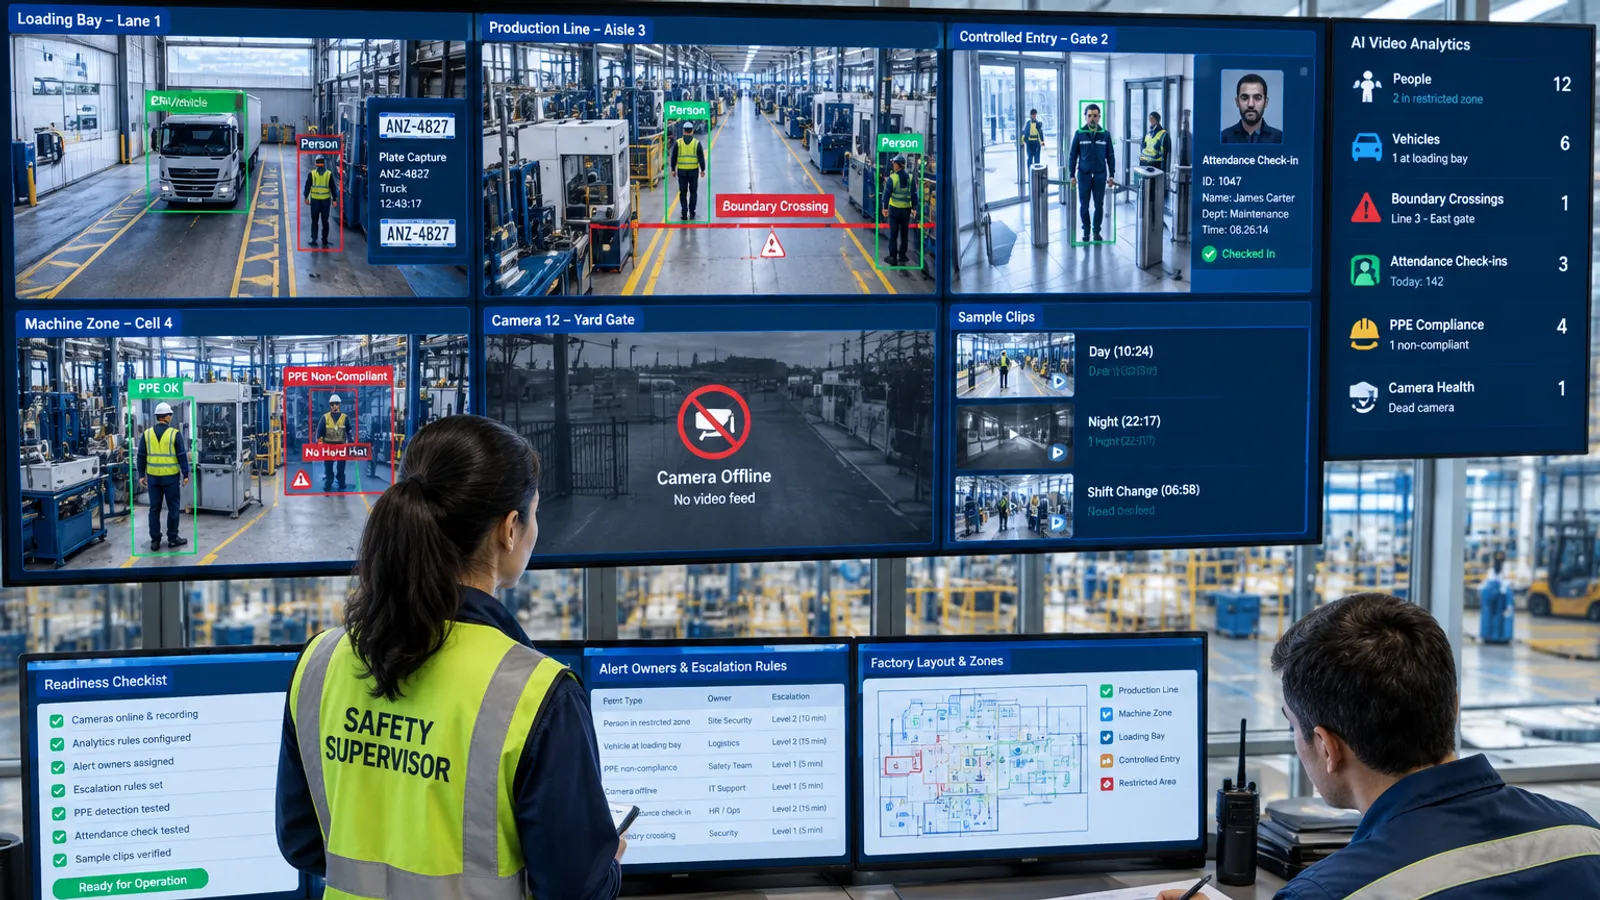 Loading Bay – Lane 1
Vehicle
Person
ANZ-4827
Plate Capture
ANZ-4827
Truck
12:43:17
ANZ-4827
Production Line – Aisle 3
Person
Person
Boundary Crossing
Controlled Entry – Gate 2
Attendance Check-in
ID: 1047
Name: James Carter
Dept: Maintenance
Time: 08.26.14
Checked In
AI Video Analytics
People
12
2 in restricted zone
Vehicles
6
1 at loading bay
Boundary Crossings
1
Line 3 - East gate
Attendance Check-ins
3
Today: 142
PPE Compliance
4
1 non-compliant
Camera Health
1
Dead camera
Machine Zone – Cell 4
PPE OK
PPE Non-Compliant
No Hard Hat
Camera 12 – Yard Gate
Camera Offline
No video feed
Sample Clips
Day (10:24)
Night (22:17)
Shift Change (06:58)
SAFETY
SUPERVISOR
Readiness Checklist
Cameras online & recording
Analytics rules configured
Alert owners assigned
Escalation rules set
PPE detection tested
Attendance check tested
Sample clips verified
Ready for Operation
Alert Owners & Escalation Rules
Type Owner Escalation
Person in restricted zone Site Security Level 2 (10 min)
Vehicle at loading bay Logistics Level 2 (15 min)
PPE non-compliance Safety Team Level 1 (5 min)
Camera offline IT Support Level 1 (5 min)
check in HR / Ops Level 2 (15 min)
crossing Security Level 1 (5 min)
Factory Layout & Zones
Production Line
Machine Zone
Loading Bay
Controlled Entry
Restricted Area